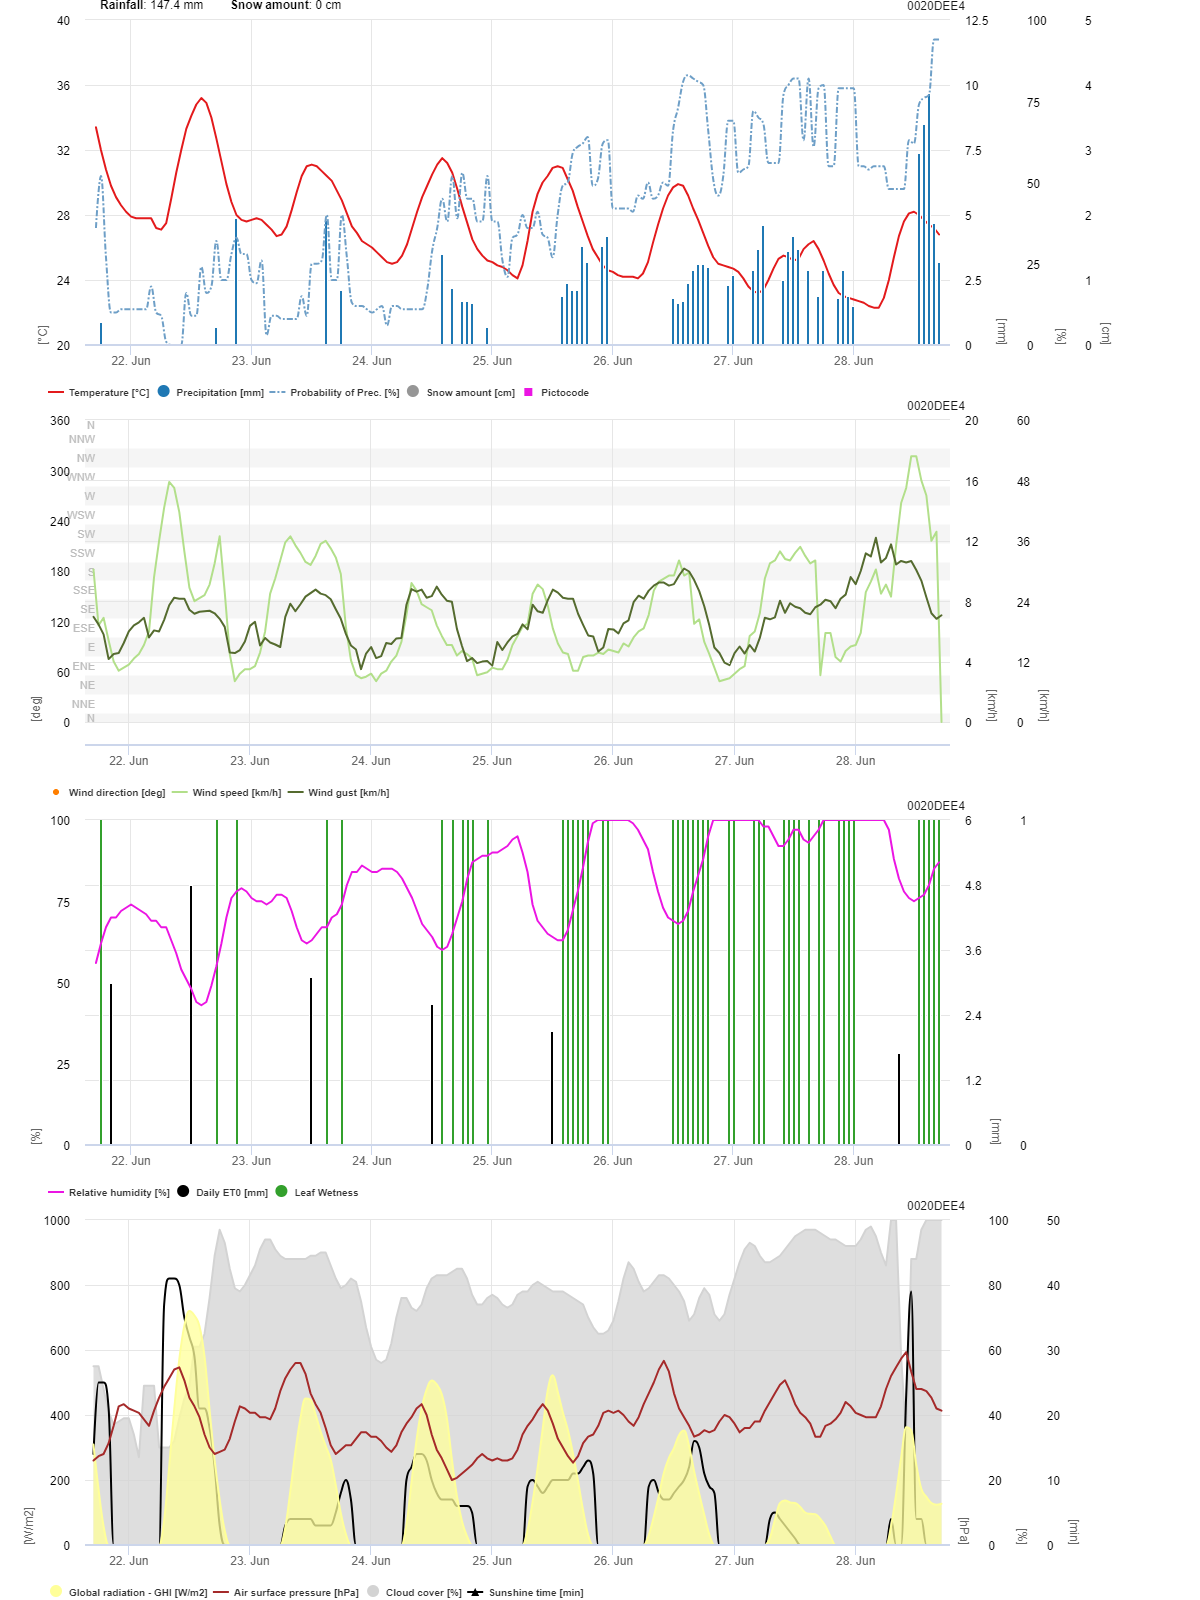 Rainfall: 147.4 mm Snow amount: 0 cm 0020DEE4
40 12.5 100 5
36 10 4
75
32 7.5 3
50
28 5 2
25
24 2.5 1
[°C] [mm] [%] [cm]
20 0 0 0
22. Jun 23. Jun 24. Jun 25. Jun 26. Jun 27. Jun 28. Jun
Temperature [°C] Precipitation [mm] Probability of Prec. [%] Snow amount [cm] Pictocode
0020DEE4
360 N 20 60
NNW
NW
300 WNW 16 48
W
WSW
240
SW 12 36
SSW
180 S
SSE
SE 8 24
120 ESE
E
ENE 4 12
60
NE
[deg] NNE [km/h] [km/h]
0 N 0 0
22. Jun 23. Jun 24. Jun 25. Jun 26. Jun 27. Jun 28. Jun
Wind direction [deg] Wind speed [km/h] Wind gust [km/h]
0020DEE4
100 6 1
75 4.8
3.6
50
2.4
25 1.2
[%] [mm]
0 0 0
22. Jun 23. Jun 24. Jun 25. Jun 26. Jun 27. Jun 28. Jun
Relative humidity [%] Daily ET0 [mm] Leaf Wetness
0020DEE4
1000 100 50
800 80 40
600 60 30
400 40 20
200 20 10
[W/m2] [hPa] [%] [min]
0 0 0
22. Jun 23. Jun 24. Jun 25. Jun 26. Jun 27. Jun 28. Jun
Global radiation - GHI [W/m2] Air surface pressure [hPa] Cloud cover [%] Sunshine time [min]